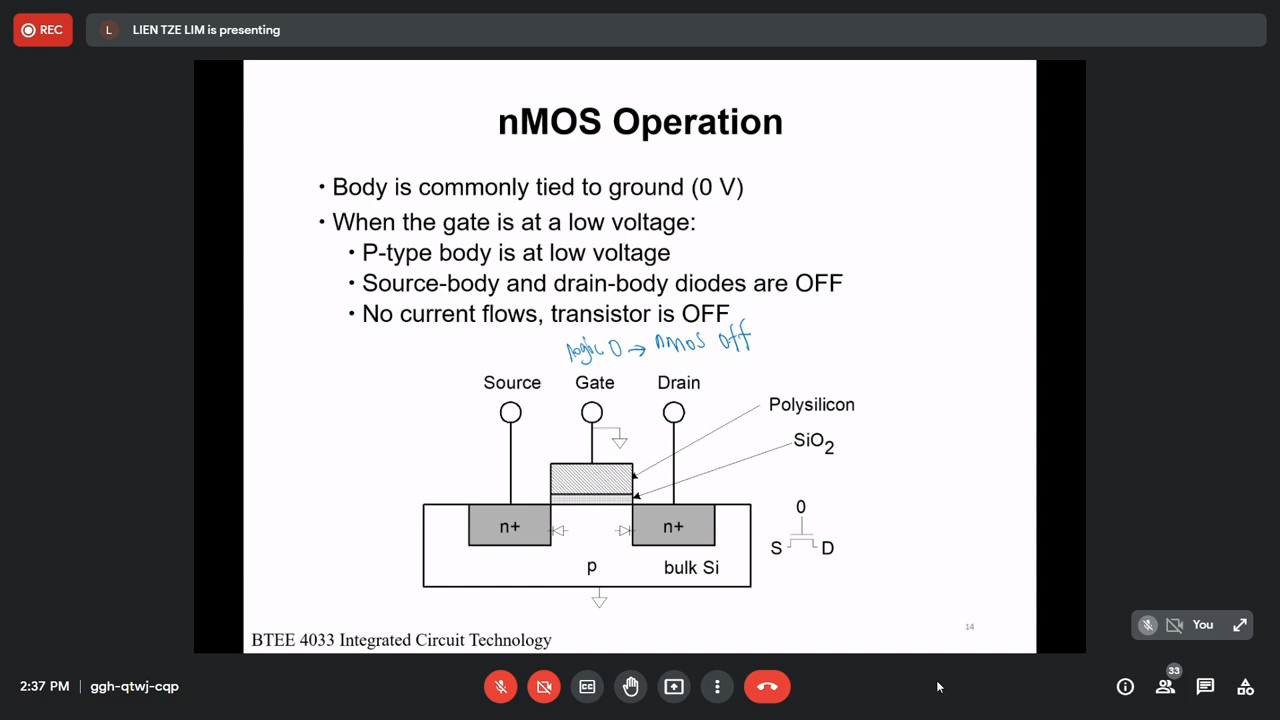 REC
L LIEN TZE LIM is presenting
nMOS Operation
• Body is commonly tied to ground (0 V)
• When the gate is at a low voltage:
• P-type body is at low voltage
• Source-body and drain-body diodes are OFF
• No current flows, transistor is OFF
logic 0 → nmos off
Source Gate Drain
Polysilicon
SiO2
n+ n+
p bulk Si
0
S D
BTEE 4033 Integrated Circuit Technology
14
You
2:37 PM | ggh-qtwj-cqp
CC
33